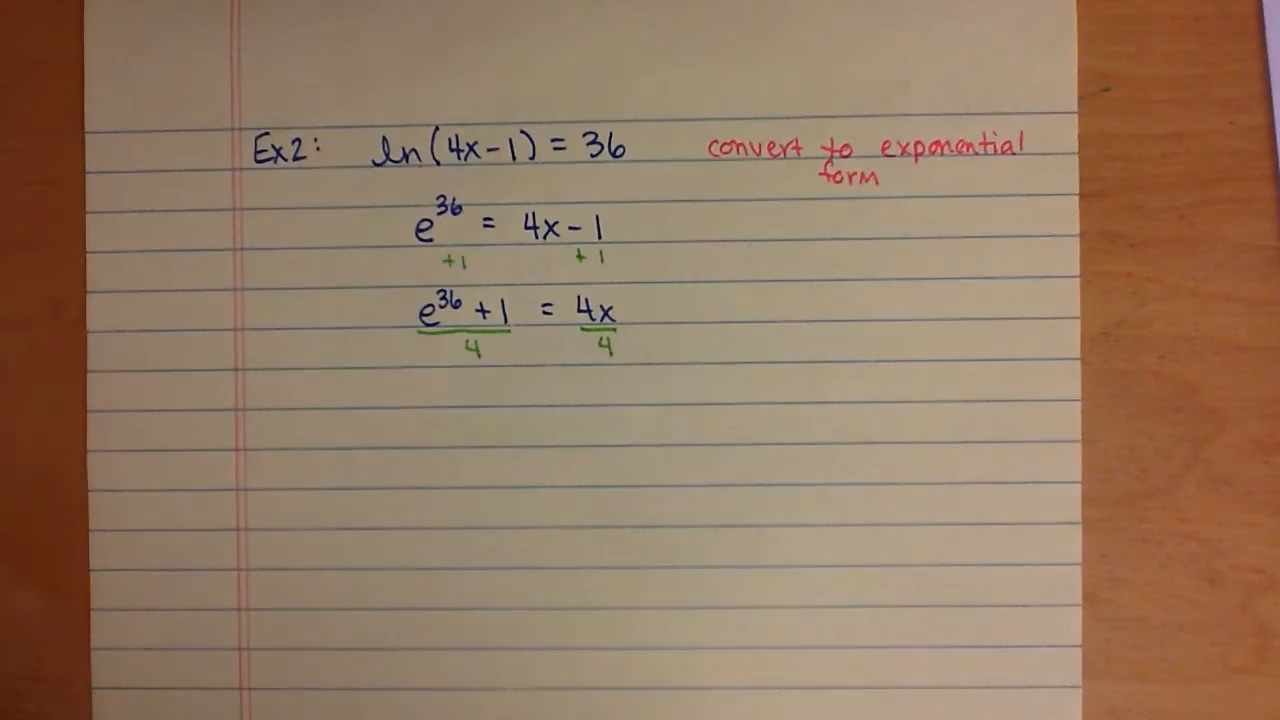 Ex2: ln(4x-1) = 36 convert to exponential
form
e^36 = 4x - 1
+1 +1
e^36 + 1 = 4x
4 4